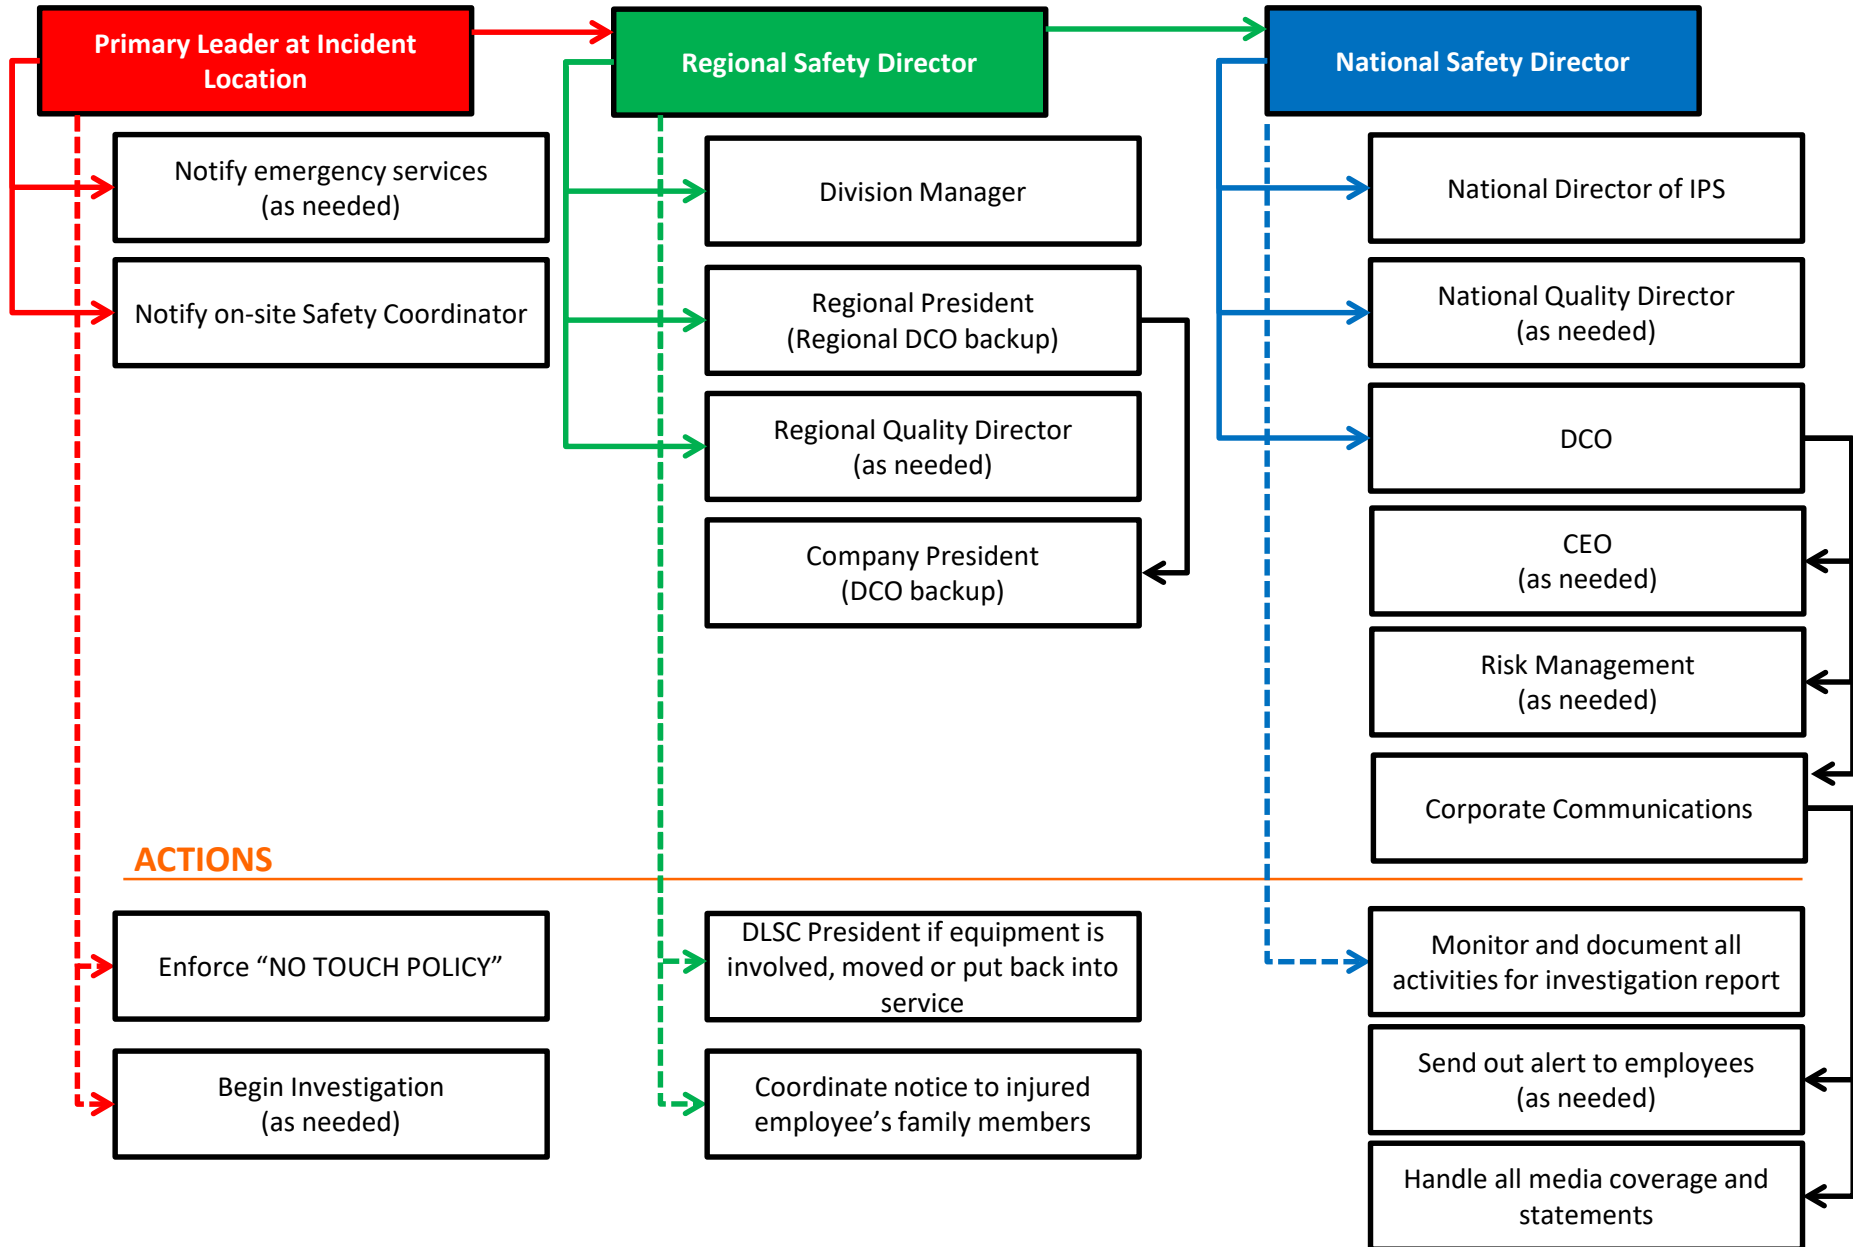 Primary Leader at Incident
Location
Regional Safety Director
National Safety Director
Notify emergency services
(as needed)
Notify on-site Safety Coordinator
Division Manager
Regional President
(Regional DCO backup)
Regional Quality Director
(as needed)
Company President
(DCO backup)
National Director of IPS
National Quality Director
(as needed)
DCO
CEO
(as needed)
Risk Management
(as needed)
Corporate Communications
ACTIONS
Enforce “NO TOUCH POLICY”
Begin Investigation
(as needed)
DLSC President if equipment is
involved, moved or put back into
service
Coordinate notice to injured
employee’s family members
Monitor and document all
activities for investigation report
Send out alert to employees
(as needed)
Handle all media coverage and
statements